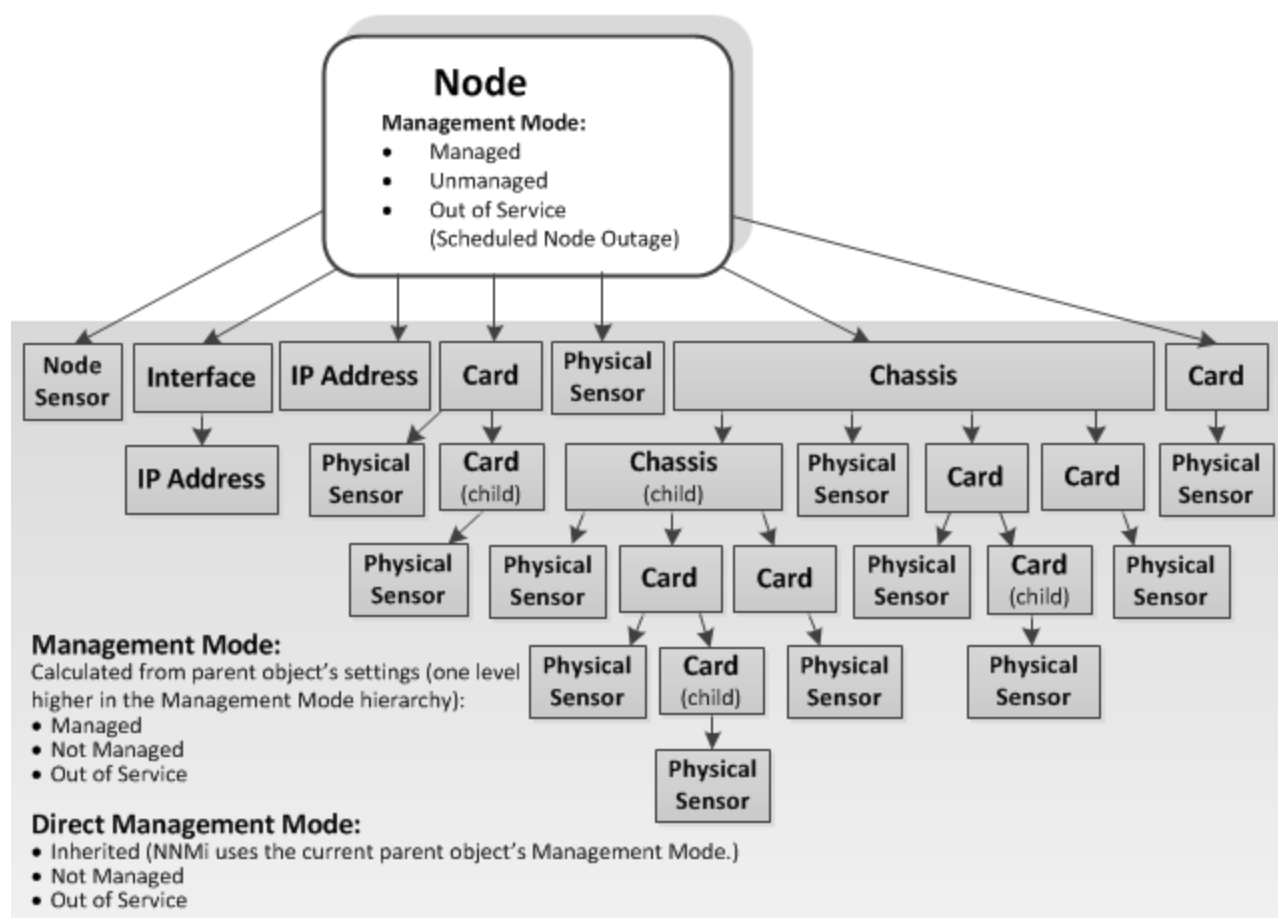 Node
Management Mode:
• Managed
• Unmanaged
• Out of Service
(Scheduled Node Outage)
Node
Sensor
Interface
IP Address
Card
Physical
Sensor
Chassis
Card
IP Address
Physical
Sensor
Card
(child)
Chassis
(child)
Physical
Sensor
Card
Card
Physical
Sensor
Physical
Sensor
Physical
Sensor
Card
Card
Physical
Sensor
Card
(child)
Physical
Sensor
Physical
Sensor
Card
(child)
Physical
Sensor
Physical
Sensor
Physical
Sensor
Management Mode:
Calculated from parent object's settings (one level
higher in the Management Mode hierarchy):
• Managed
• Not Managed
• Out of Service
Direct Management Mode:
• Inherited (NNMi uses the current parent object's Management Mode.)
• Not Managed
• Out of Service